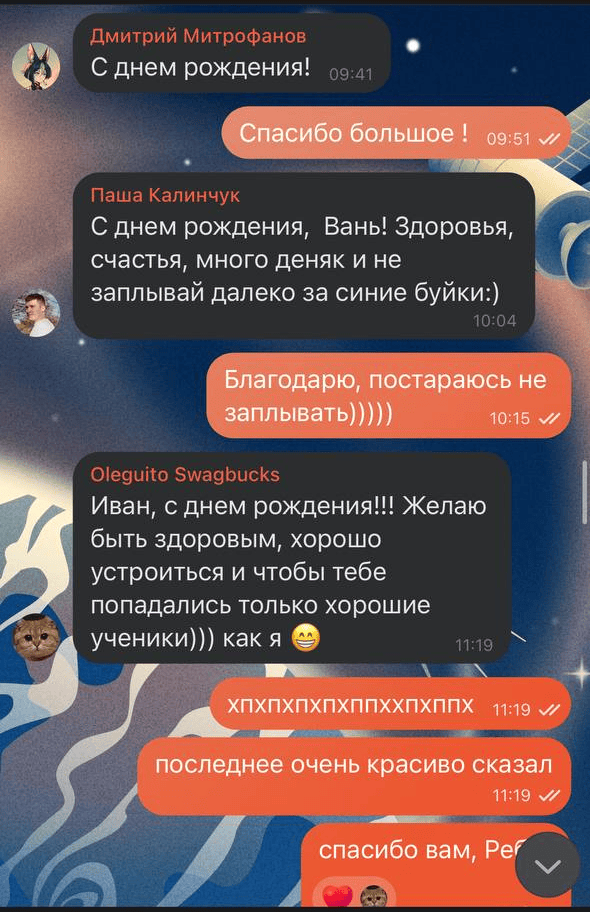 Дмитрий Митрофанов
С днем рождения! 09:41
Спасибо большое ! 09:51
Паша Калинчук
С днем рождения, Вань! Здоровья,
счастья, много деняк и не
заплывай далеко за синие буйки:)
10:04
Благодарю, постараюсь не
заплывать))))) 10:15
Oleguito Swagbucks
Иван, с днем рождения!!! Желаю
быть здоровым, хорошо
устроиться и чтобы тебе
попадались только хорошие
ученики))) как я 😁 11:19
хпхпхпхпхппххпхппх 11:19
последнее очень красиво сказал
11:19
спасибо вам,